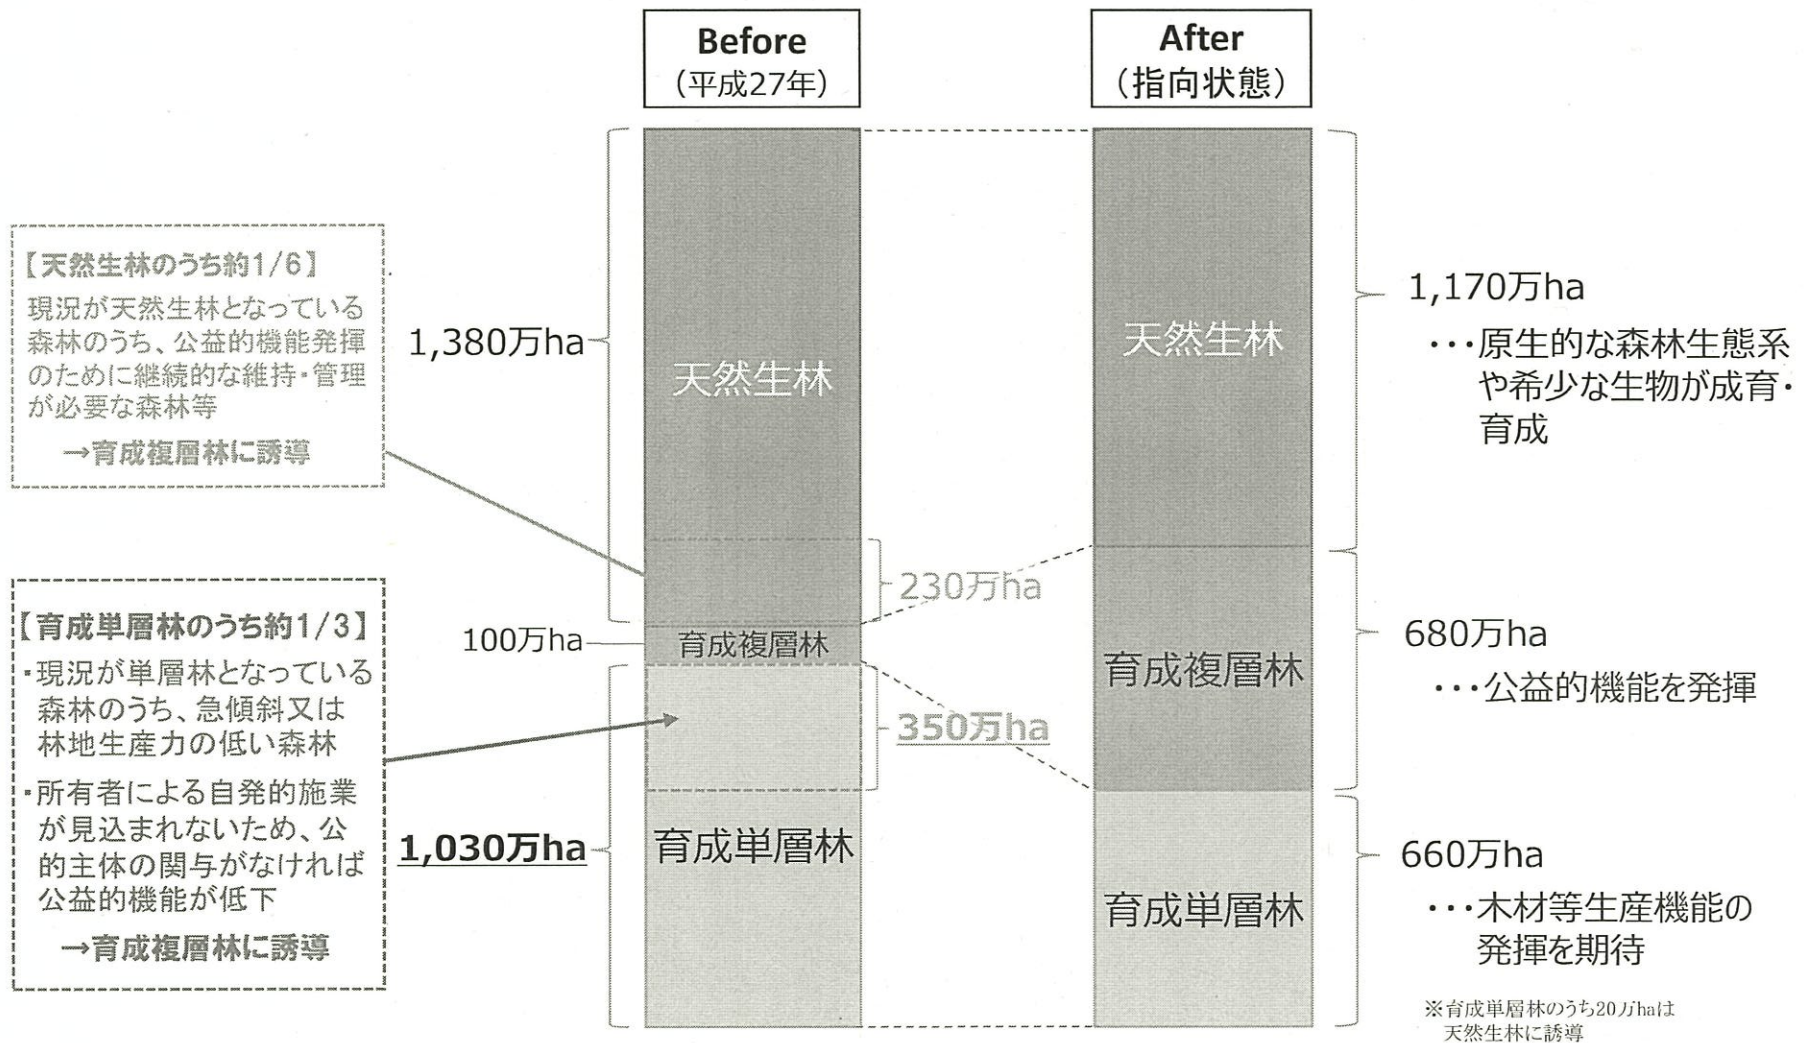 Before
（平成27年）
After
（指向状態）
【天然生林のうち約1/6】
現況が天然生林となっている
森林のうち、公益的機能発揮
のために継続的な維持・管理
が必要な森林等
→育成複層林に誘導
【育成単層林のうち約1/3】
・現況が単層林となっている
森林のうち、急傾斜又は
林地生産力の低い森林
・所有者による自発的施業
が見込まれないため、公
的主体の関与がなければ
公益的機能が低下
→育成複層林に誘導
1,380万ha
100万ha
1,030万ha
天然生林
育成複層林
育成単層林
230万ha
350万ha
天然生林
育成複層林
育成単層林
1,170万ha
・・・原生的な森林生態系
や希少な生物が成育・
育成
680万ha
・・・公益的機能を発揮
660万ha
・・・木材等生産機能の
発揮を期待
※育成単層林のうち20万haは
天然生林に誘導